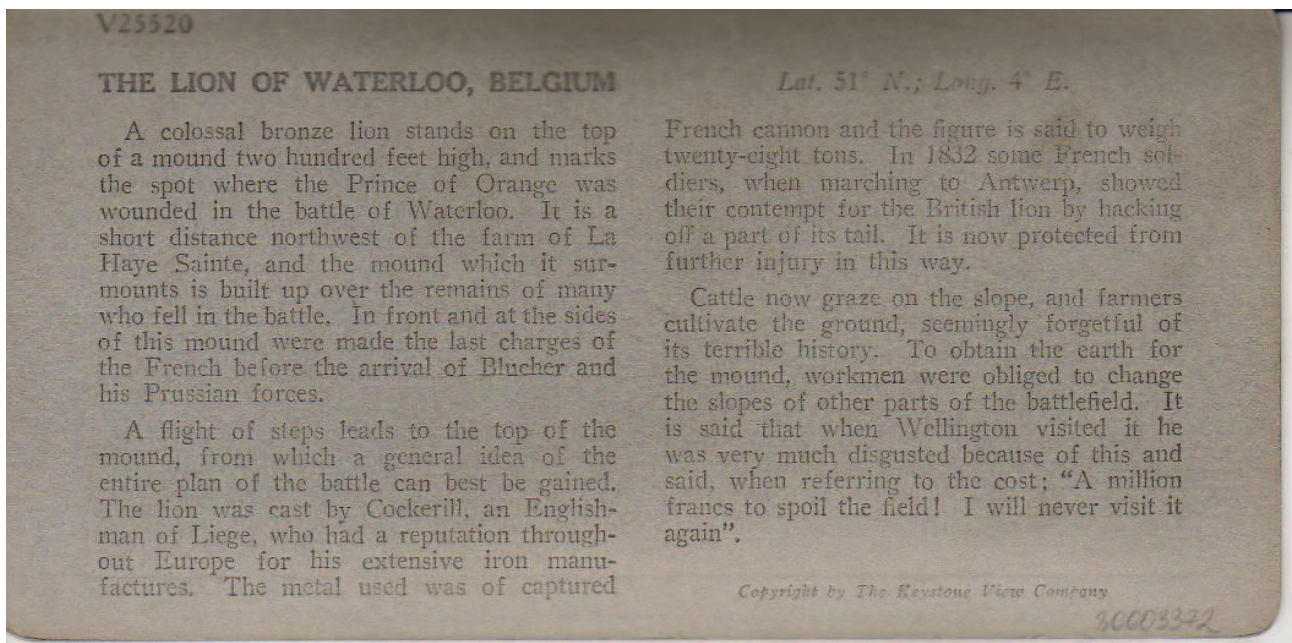 V25520
THE LION OF WATERLOO, BELGIUM
A colossal bronze lion stands on the top
of a mound two hundred feet high, and marks
the spot where the Prince of Orange was
wounded in the battle of Waterloo. It is a
short distance northwest of the farm of La
Haye Sainte, and the mound which it sur-
mounts is built up over the remains of many
who fell in the battle. In front and at the sides
of this mound were made the last charges of
the French before the arrival of Blucher and
his Prussian forces.
A flight of steps leads to the top of the
mound, from which a general idea of the
entire plan of the battle can best be gained.
The lion was cast by Cockerill, an English-
man of Liege, who had a reputation through-
out Europe for his extensive iron manu-
factures. The metal used was of captured
Lat. 51° N.; Long. 4° E.
French cannon and the figure is said to weigh
twenty-eight tons. In 1832 some French sol-
diers, when marching to Antwerp, showed
their contempt for the British lion by hacking
off a part of its tail. It is now protected from
further injury in this way.
Cattle now graze on the slope, and farmers
cultivate the ground, seemingly forgetful of
its terrible history. To obtain the earth for
the mound, workmen were obliged to change
the slopes of other parts of the battlefield. It
is said that when Wellington visited it he
was very much disgusted because of this and
said, when referring to the cost; “A million
francs to spoil the field! I will never visit it
again”.
Copyright by The Keystone View Company
30003372